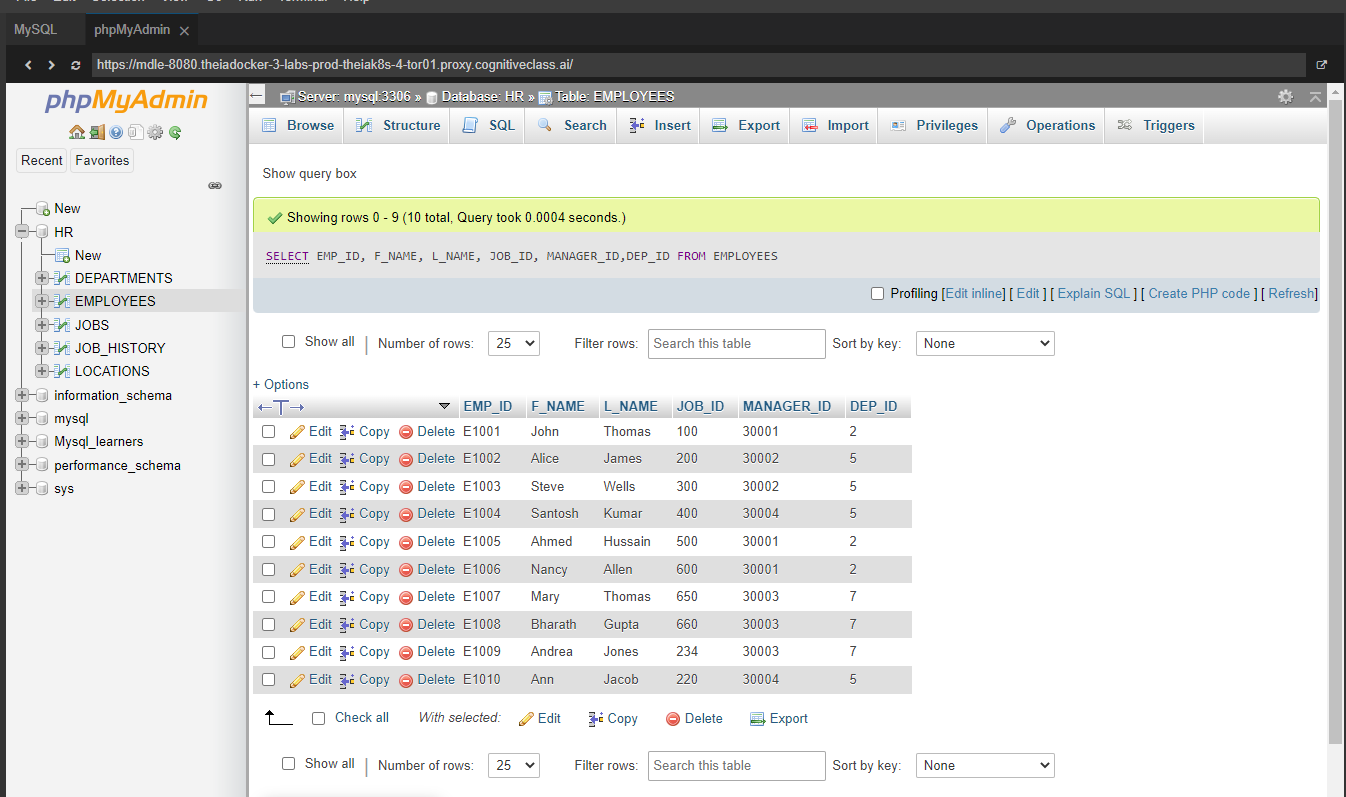 File Edit Selection View Go Run Terminal Help
MySQL phpMyAdmin
https://mdle-8080.theiadocker-3-labs-prod-theiak8s-4-tor01.proxy.cognitiveclass.ai/
phpMyAdmin
Recent Favorites
New
HR
New
DEPARTMENTS
EMPLOYEES
JOBS
JOB_HISTORY
LOCATIONS
information_schema
mysql
Mysql_learners
performance_schema
sys
Server: mysql:3306 » Database: HR » Table: EMPLOYEES
Browse Structure SQL Search Insert Export Import Privileges Operations Triggers
Show query box
Showing rows 0 - 9 (10 total, Query took 0.0004 seconds.)
SELECT EMP_ID, F_NAME, L_NAME, JOB_ID, MANAGER_ID,DEP_ID FROM EMPLOYEES
Profiling [Edit inline] [ Edit ] [ Explain SQL ] [ Create PHP code ] [ Refresh]
Show all | Number of rows: 25 Filter rows: Search this table Sort by key: None
+ Options
←T→ EMP_ID F_NAME L_NAME JOB_ID MANAGER_ID DEP_ID
Edit Copy Delete E1001 John Thomas 100 30001 2
Edit Copy Delete E1002 Alice James 200 30002 5
Edit Copy Delete E1003 Steve Wells 300 30002 5
Edit Copy Delete E1004 Santosh Kumar 400 30004 5
Edit Copy Delete E1005 Ahmed Hussain 500 30001 2
Edit Copy Delete E1006 Nancy Allen 600 30001 2
Edit Copy Delete E1007 Mary Thomas 650 30003 7
Edit Copy Delete E1008 Bharath Gupta 660 30003 7
Edit Copy Delete E1009 Andrea Jones 234 30003 7
Edit Copy Delete E1010 Ann Jacob 220 30004 5
Check all With selected: Edit Copy Delete Export
Show all | Number of rows: 25 Filter rows: Search this table Sort by key: None